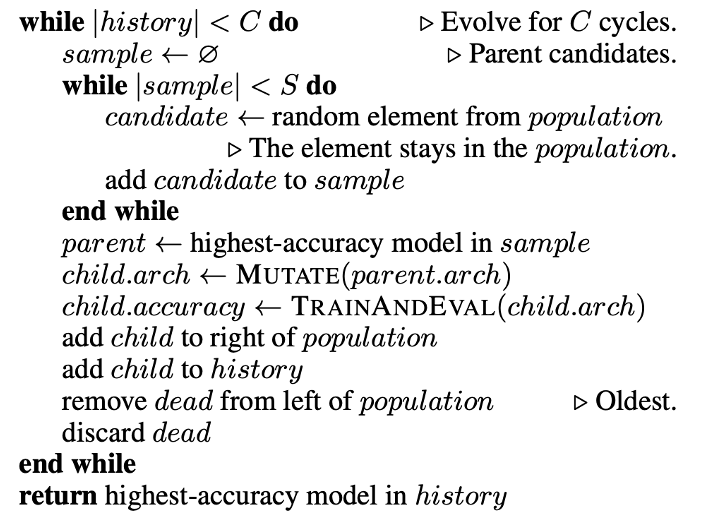 while |history| < C do ▷ Evolve for C cycles.
sample ← ∅ ▷ Parent candidates.
while |sample| < S do
candidate ← random element from population
▷ The element stays in the population.
add candidate to sample
end while
parent ← highest-accuracy model in sample
child.arch ← MUTATE(parent.arch)
child.accuracy ← TRAINANDEVAL(child.arch)
add child to right of population
add child to history
remove dead from left of population ▷ Oldest.
discard dead
end while
return highest-accuracy model in history